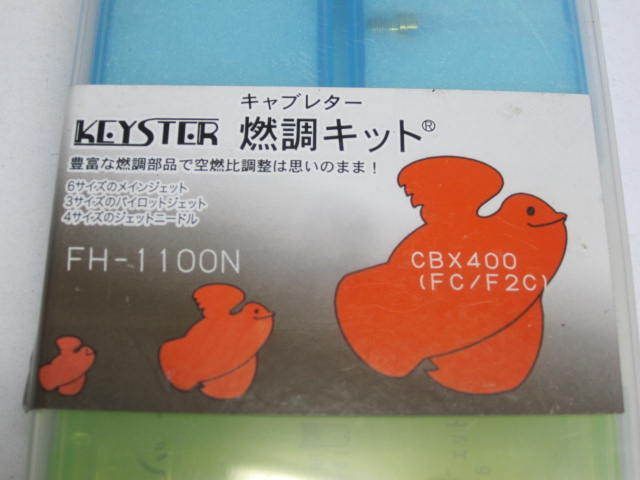 キャブレター
KEYSTER 燃調キット®
豊富な燃調部品で空燃比調整は思いのまま!
6サイズのメインジェット
3サイズのパイロットジェット
4サイズのジェットニードル
FH-1100N
CBX400
(FC/F2C)